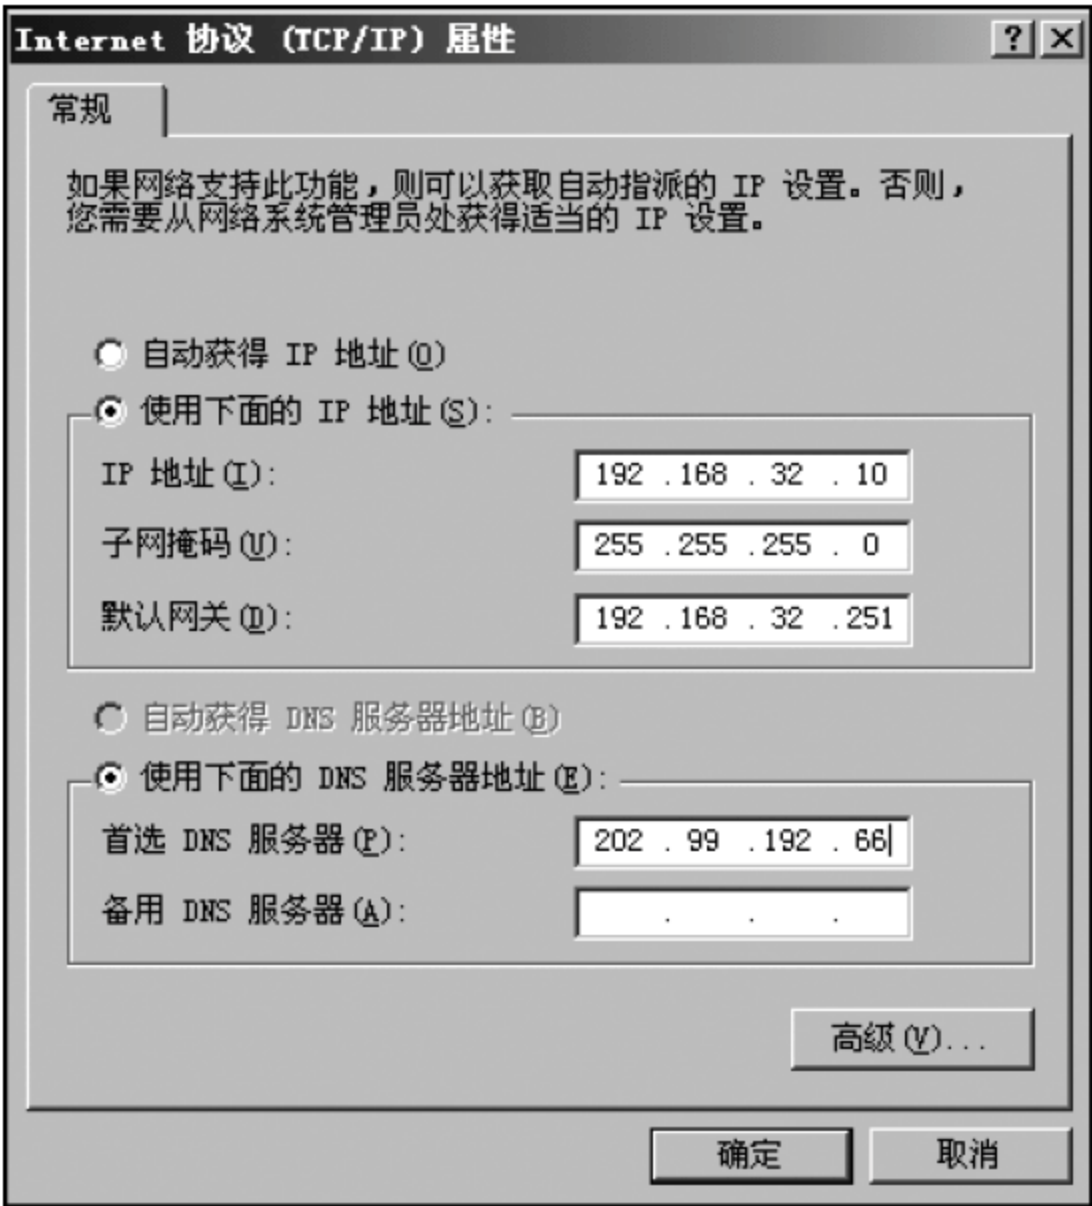 Internet 协议 (TCP/IP) 属性
常规
如果网络支持此功能,则可以获取自动指派的 IP 设置。否则,
您需要从网络系统管理员处获得适当的 IP 设置。
自动获得 IP 地址(O)
使用下面的 IP 地址(S):
IP 地址(I): 192 .168 . 32 . 10
子网掩码(U): 255 .255 .255 . 0
默认网关(D): 192 .168 . 32 .251
自动获得 DNS 服务器地址(B)
使用下面的 DNS 服务器地址(E):
首选 DNS 服务器(P): 202 . 99 .192 . 66
备用 DNS 服务器(A): . . .
高级(V)...
确定 取消